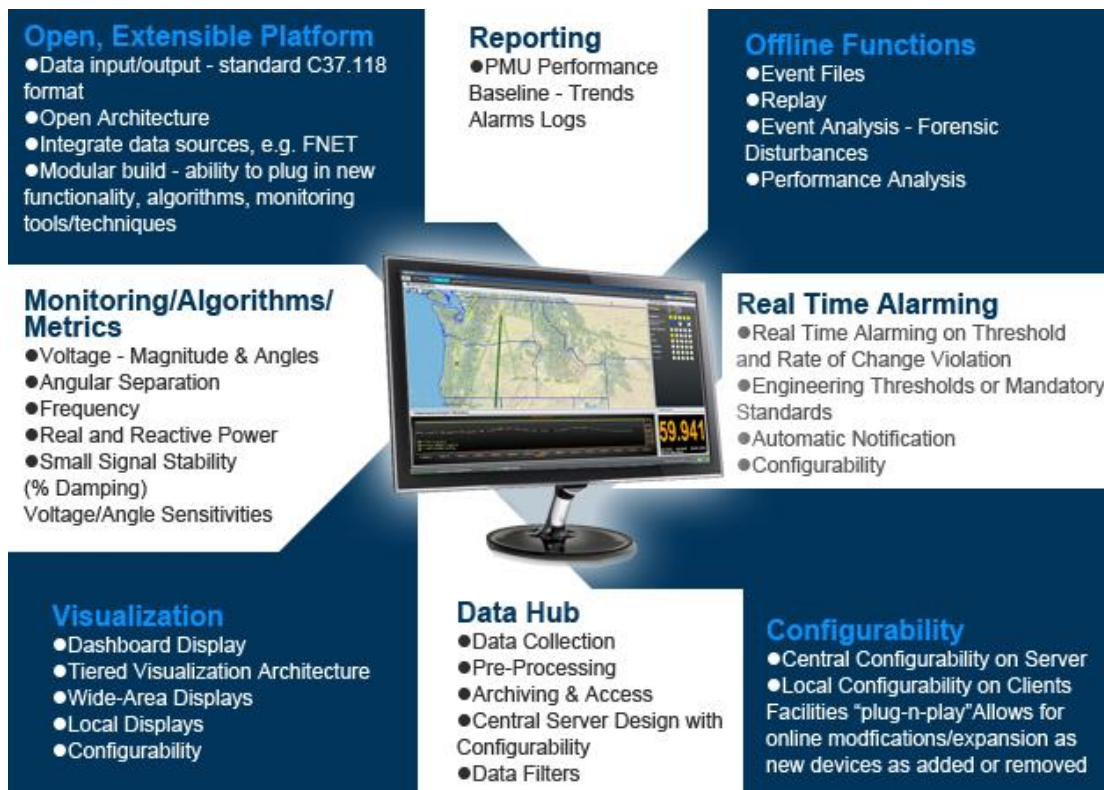 Open, Extensible Platform
●Data input/output - standard C37.118
format
●Open Architecture
●Integrate data sources, e.g. FNET
●Modular build - ability to plug in new
functionality, algorithms, monitoring
tools/techniques
Reporting
●PMU Performance
Baseline - Trends
Alarms Logs
Offline Functions
●Event Files
●Replay
●Event Analysis - Forensic
Disturbances
●Performance Analysis
Monitoring/Algorithms/
Metrics
●Voltage - Magnitude & Angles
●Angular Separation
●Frequency
●Real and Reactive Power
●Small Signal Stability
(% Damping)
Voltage/Angle Sensitivities
59.941
Real Time Alarming
●Real Time Alarming on Threshold
and Rate of Change Violation
●Engineering Thresholds or Mandatory
Standards
●Automatic Notification
●Configurability
Visualization
●Dashboard Display
●Tiered Visualization Architecture
●Wide-Area Displays
●Local Displays
●Configurability
Data Hub
●Data Collection
●Pre-Processing
●Archiving & Access
●Central Server Design with
Configurability
●Data Filters
Configurability
●Central Configurability on Server
●Local Configurability on Clients
Facilities “plug-n-play”Allows for
online modfications/expansion as
new devices as added or removed